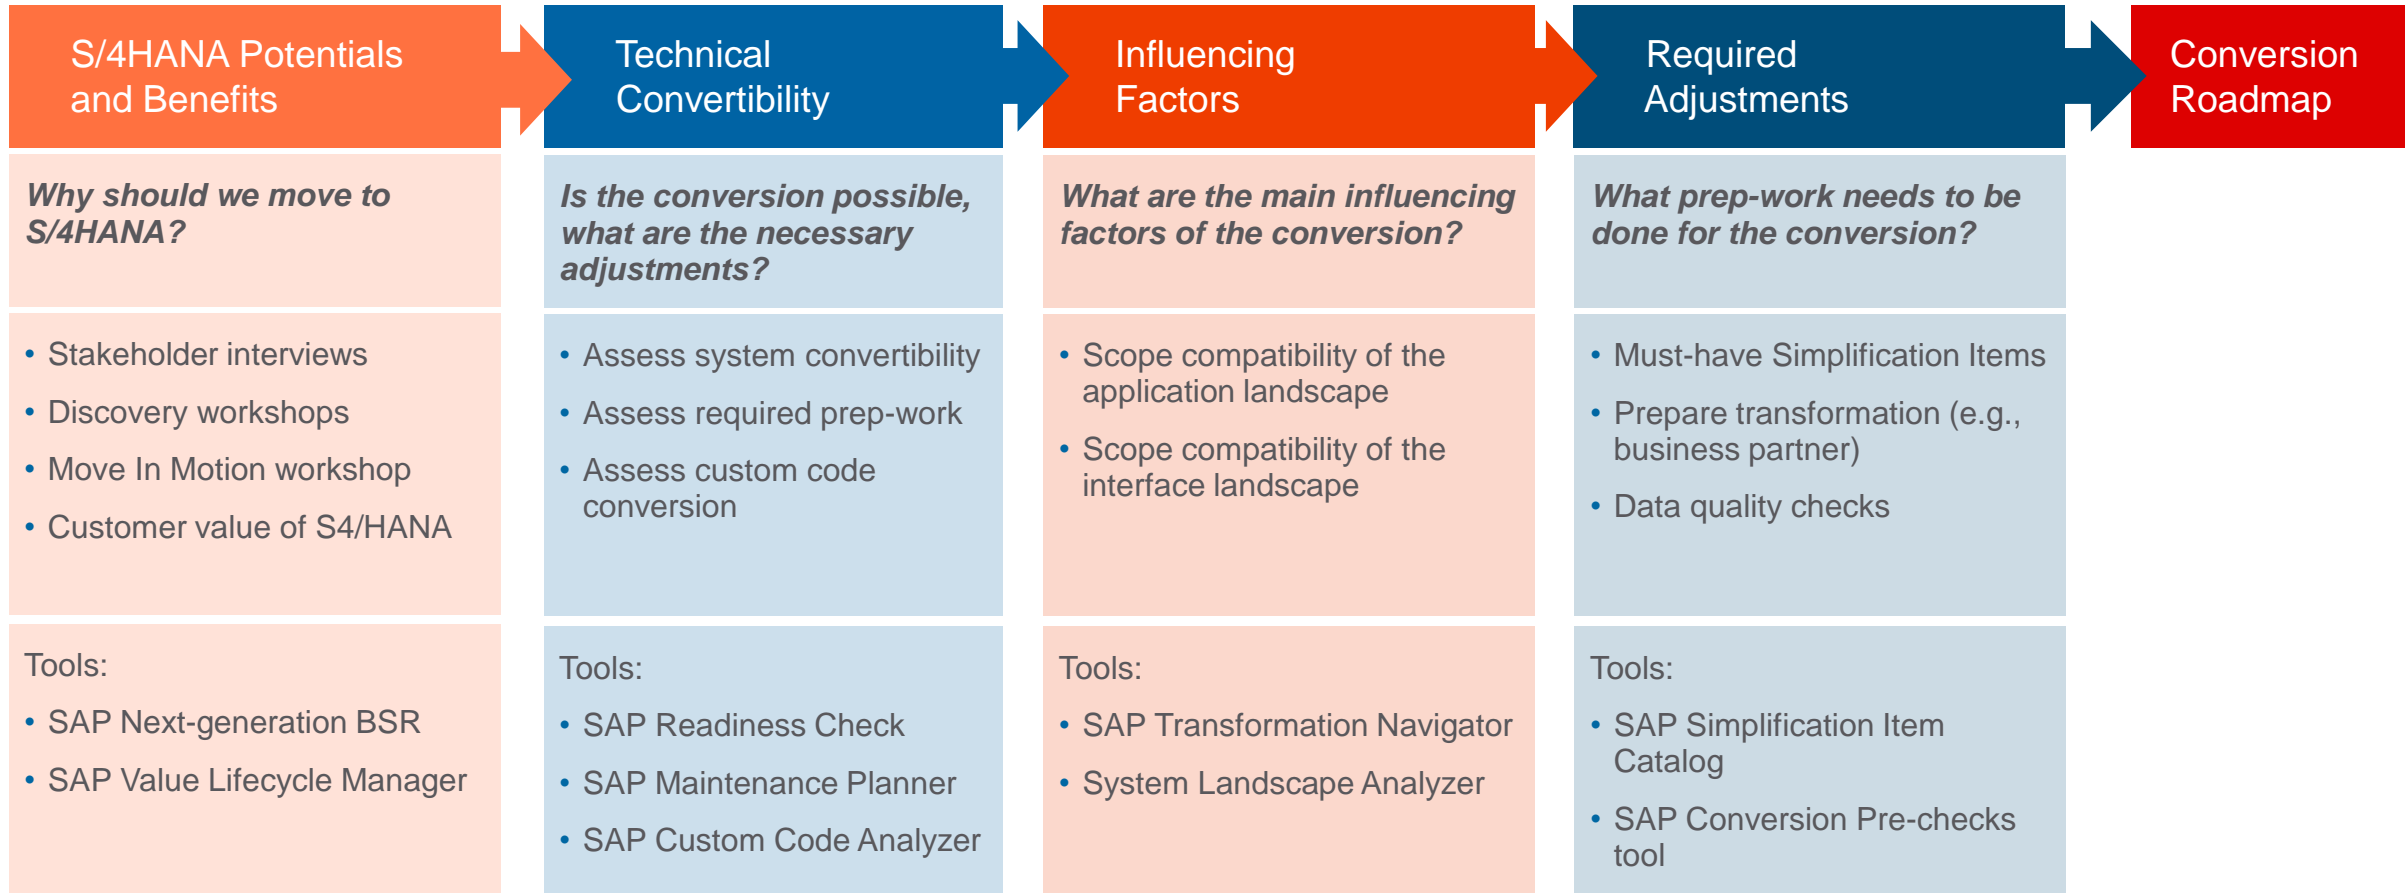 S/4HANA Potentials
and Benefits
Technical
Convertibility
Influencing
Factors
Required
Adjustments
Conversion
Roadmap
Why should we move to
S/4HANA?
Is the conversion possible,
what are the necessary
adjustments?
What are the main influencing
factors of the conversion?
What prep-work needs to be
done for the conversion?
• Stakeholder interviews
• Discovery workshops
• Move In Motion workshop
• Customer value of S4/HANA
• Assess system convertibility
• Assess required prep-work
• Assess custom code
conversion
• Scope compatibility of the
application landscape
• Scope compatibility of the
interface landscape
• Must-have Simplification Items
• Prepare transformation (e.g.,
business partner)
• Data quality checks
Tools:
• SAP Next-generation BSR
• SAP Value Lifecycle Manager
Tools:
• SAP Readiness Check
• SAP Maintenance Planner
• SAP Custom Code Analyzer
Tools:
• SAP Transformation Navigator
• System Landscape Analyzer
Tools:
• SAP Simplification Item
Catalog
• SAP Conversion Pre-checks
tool